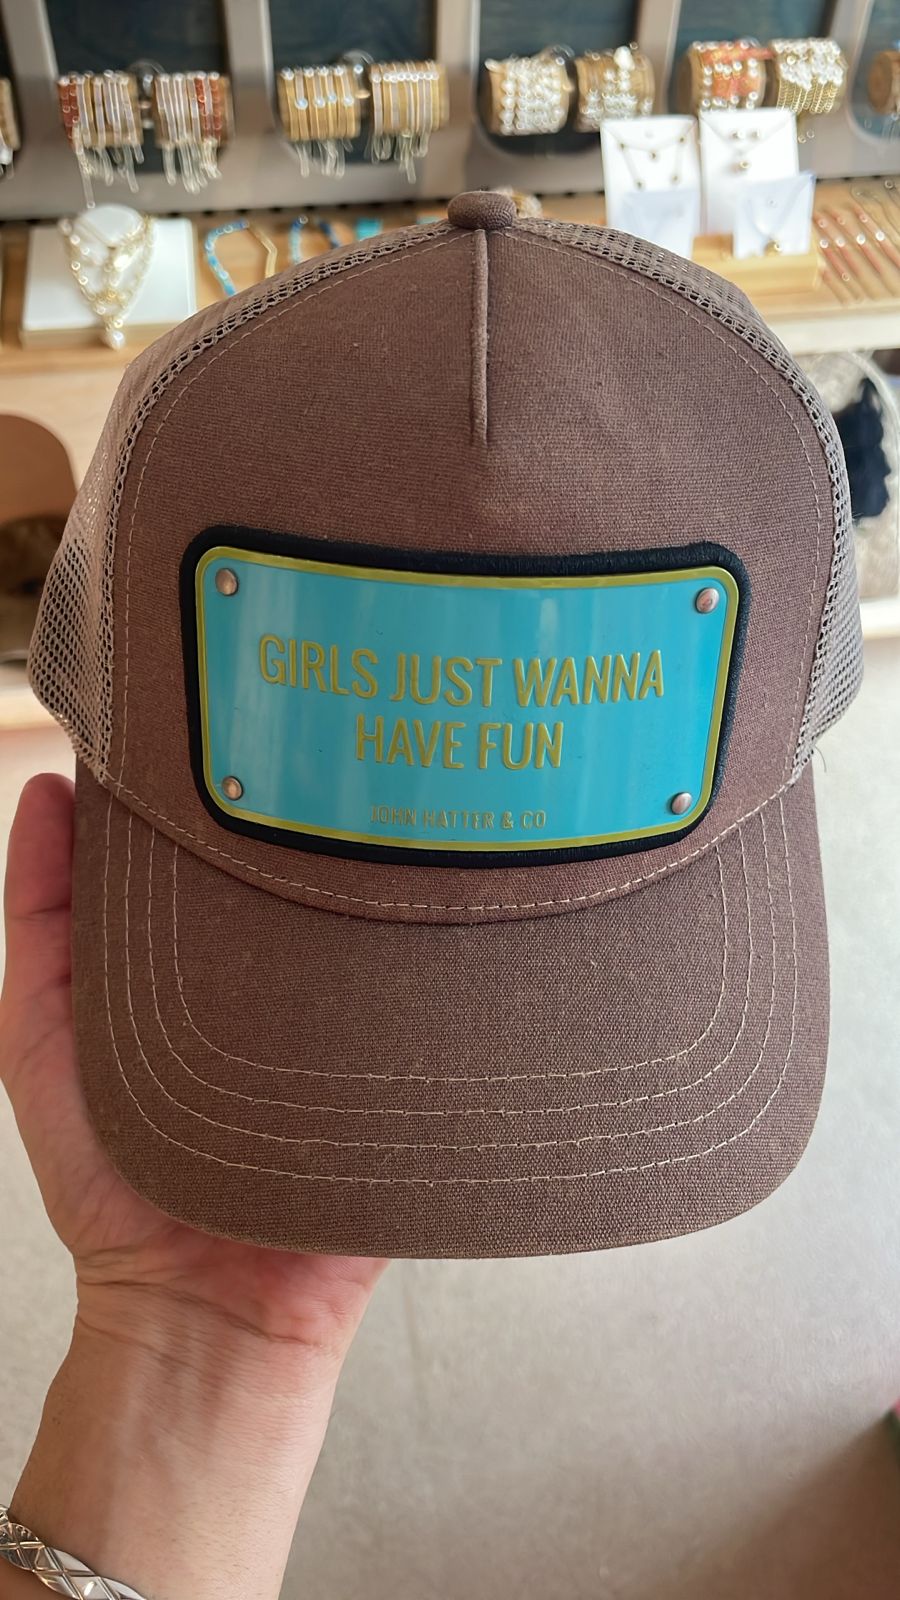 GIRLS JUST WANNA
HAVE FUN
JOHN HATTER & CO